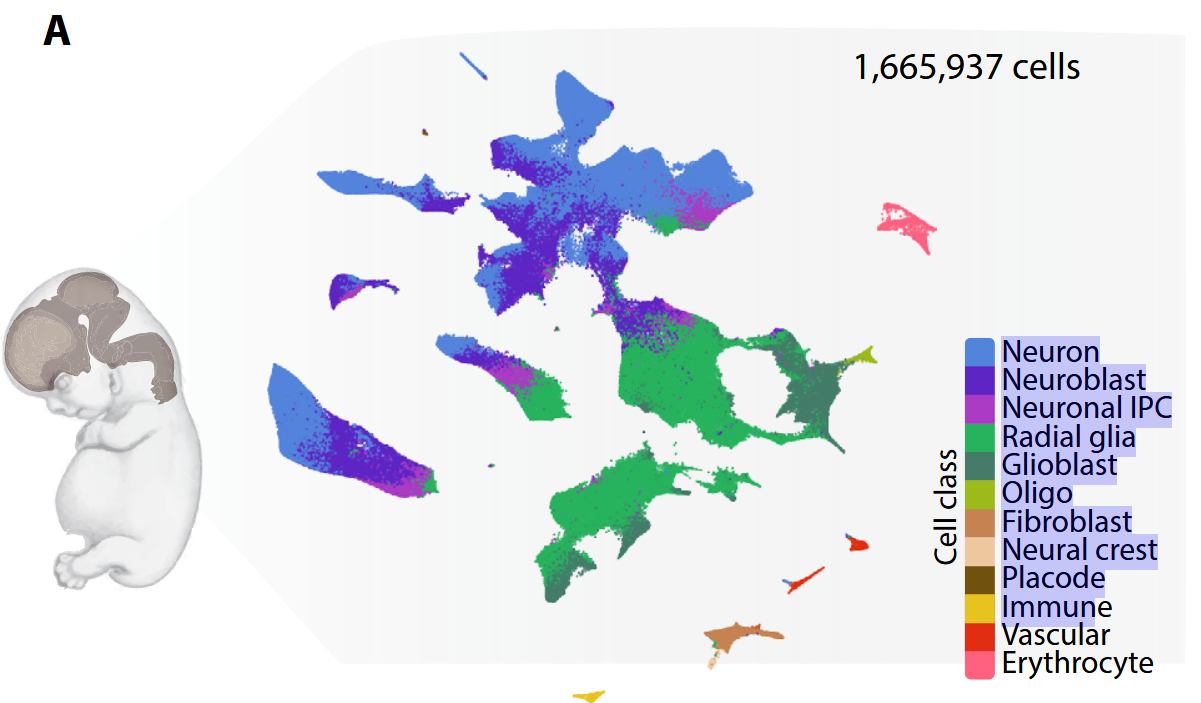 A
1,665,937 cells
Cell class
Neuron
Neuroblast
Neuronal IPC
Radial glia
Glioblast
Oligo
Fibroblast
Neural crest
Placode
Immune
Vascular
Erythrocyte